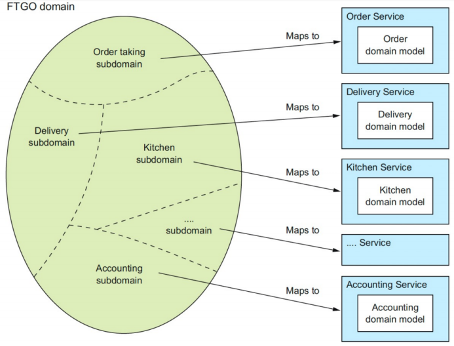 FTGO domain
Order taking
subdomain
Maps to
Order Service
Order
domain model
Delivery
subdomain
Maps to
Delivery Service
Delivery
domain model
Kitchen
subdomain
Maps to
Kitchen Service
Kitchen
domain model
....
subdomain
Maps to
.... Service
Accounting
subdomain
Maps to
Accounting Service
Accounting
domain model